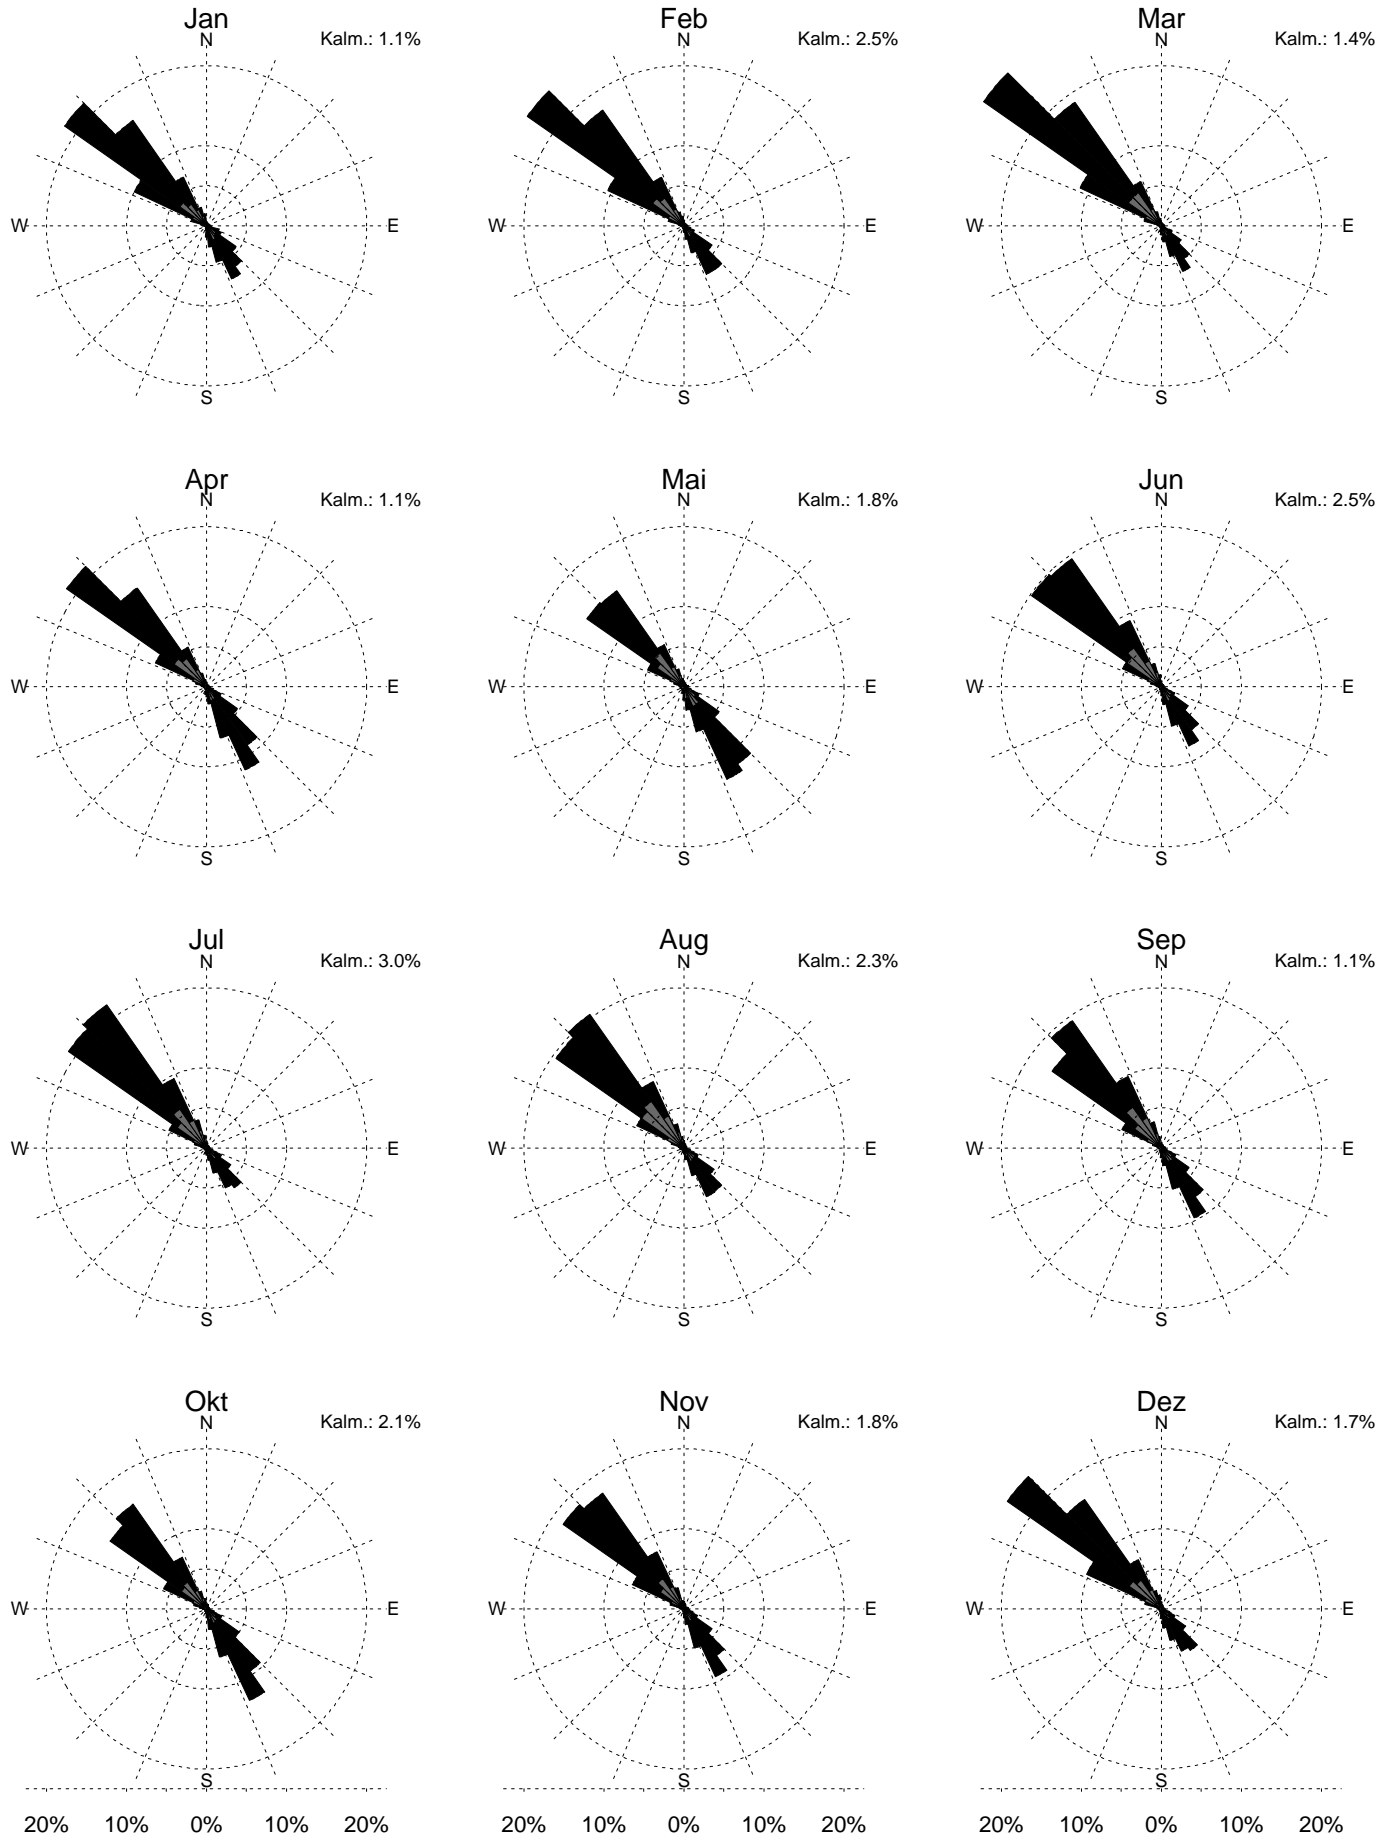 Jan
N
Kalm.: 1.1%
W
E
S
Feb
N
Kalm.: 2.5%
W
E
S
Mar
N
Kalm.: 1.4%
W
E
S
Apr
N
Kalm.: 1.1%
W
E
S
Mai
N
Kalm.: 1.8%
W
E
S
Jun
N
Kalm.: 2.5%
W
E
S
Jul
N
Kalm.: 3.0%
W
E
S
Aug
N
Kalm.: 2.3%
W
E
S
Sep
N
Kalm.: 1.1%
W
E
S
Okt
N
Kalm.: 2.1%
W
E
S
20% 10% 0% 10% 20%
Nov
N
Kalm.: 1.8%
W
E
S
20% 10% 0% 10% 20%
Dez
N
Kalm.: 1.7%
W
E
S
20% 10% 0% 10% 20%